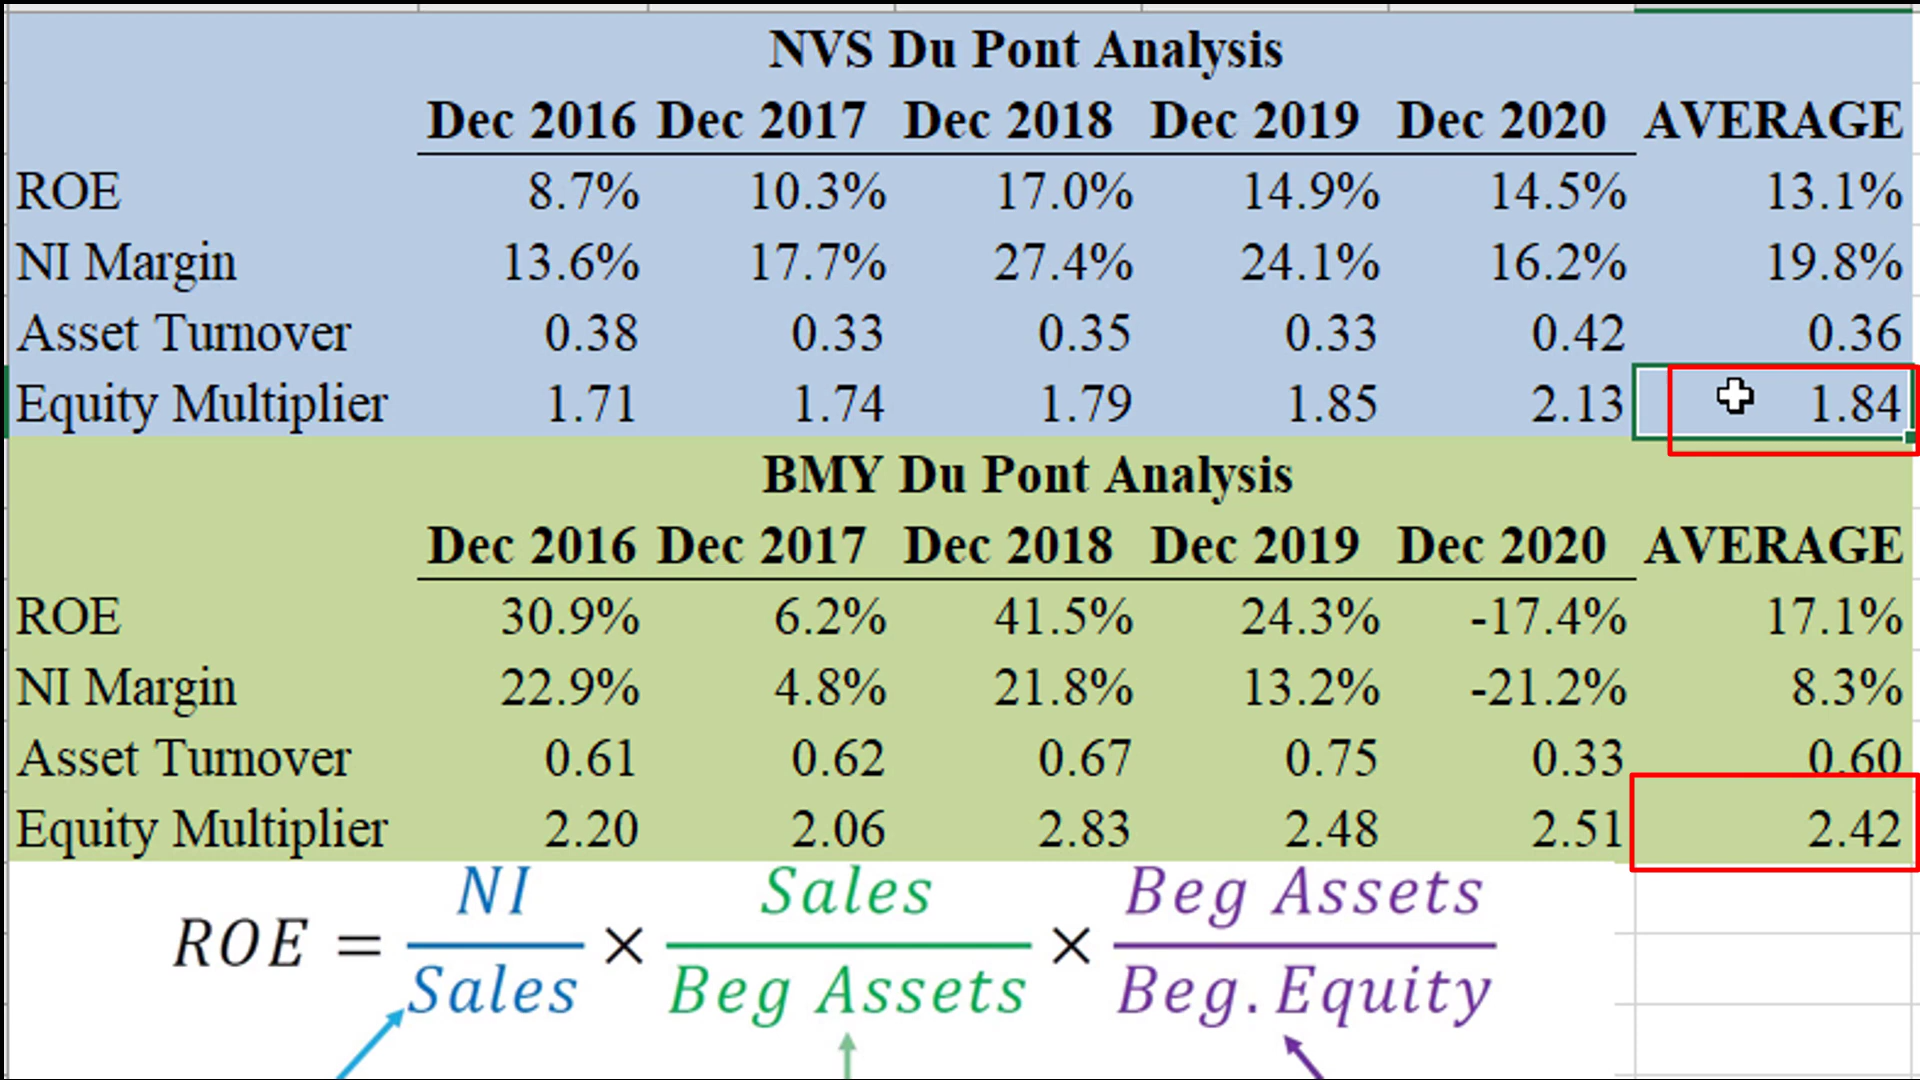 NVS Du Pont Analysis
Dec 2016 Dec 2017 Dec 2018 Dec 2019 Dec 2020 AVERAGE
ROE 8.7% 10.3% 17.0% 14.9% 14.5% 13.1%
NI Margin 13.6% 17.7% 27.4% 24.1% 16.2% 19.8%
Asset Turnover 0.38 0.33 0.35 0.33 0.42 0.36
Equity Multiplier 1.71 1.74 1.79 1.85 2.13 1.84
BMY Du Pont Analysis
Dec 2016 Dec 2017 Dec 2018 Dec 2019 Dec 2020 AVERAGE
ROE 30.9% 6.2% 41.5% 24.3% -17.4% 17.1%
NI Margin 22.9% 4.8% 21.8% 13.2% -21.2% 8.3%
Asset Turnover 0.61 0.62 0.67 0.75 0.33 0.60
Equity Multiplier 2.20 2.06 2.83 2.48 2.51 2.42
NI Sales Beg Assets
ROE = × ×
Sales Beg Assets Beg. Equity